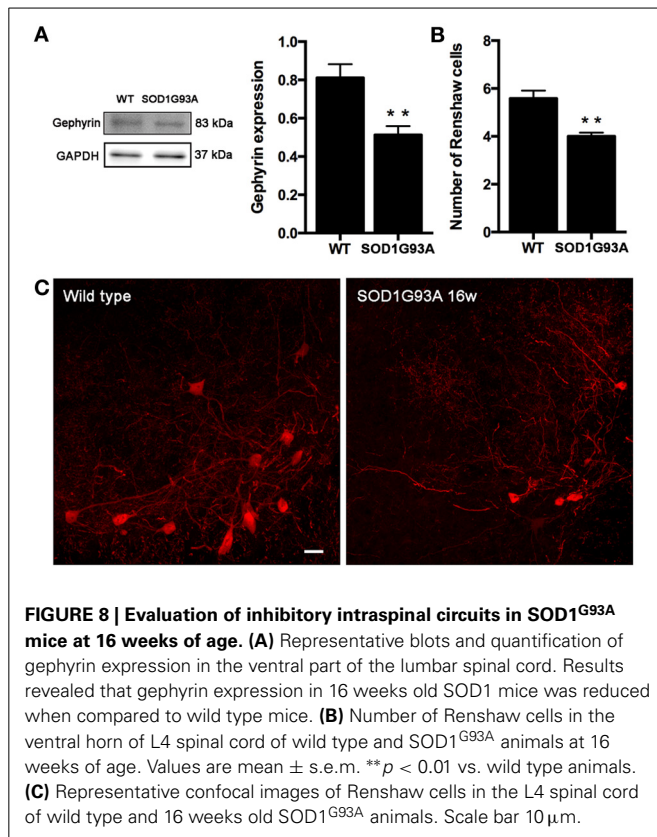 A
B
WT SOD1G93A
Gephyrin 83 kDa
GAPDH 37 kDa
Gephyrin expression
0.8
0.6
0.4
0.2
0.0
**
WT SOD1G93A
Number of Renshaw cells
8
6
4
2
0
**
WT SOD1G93A
C
Wild type
SOD1G93A 16w
FIGURE 8 | Evaluation of inhibitory intraspinal circuits in SOD1G93A
mice at 16 weeks of age. (A) Representative blots and quantification of
gephyrin expression in the ventral part of the lumbar spinal cord. Results
revealed that gephyrin expression in 16 weeks old SOD1 mice was reduced
when compared to wild type mice. (B) Number of Renshaw cells in the
ventral horn of L4 spinal cord of wild type and SOD1G93A animals at 16
weeks of age. Values are mean ± s.e.m. **p < 0.01 vs. wild type animals.
(C) Representative confocal images of Renshaw cells in the L4 spinal cord
of wild type and 16 weeks old SOD1G93A animals. Scale bar 10 μm.